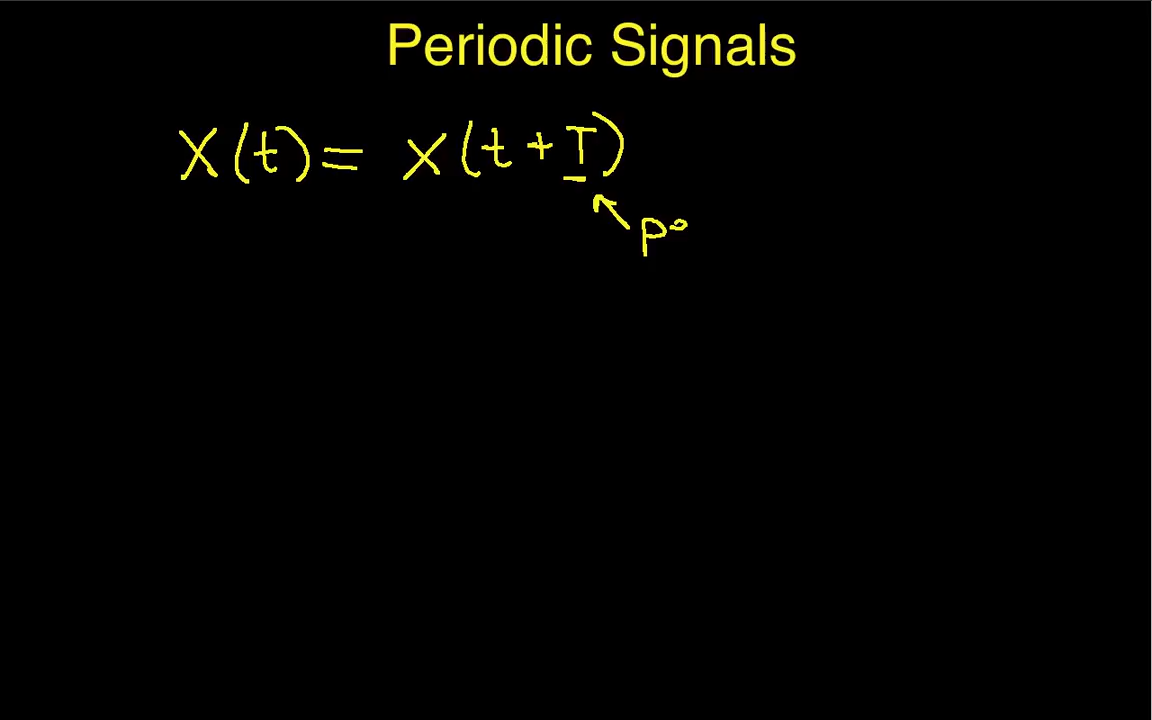 Periodic Signals
X(t) = x(t + T)